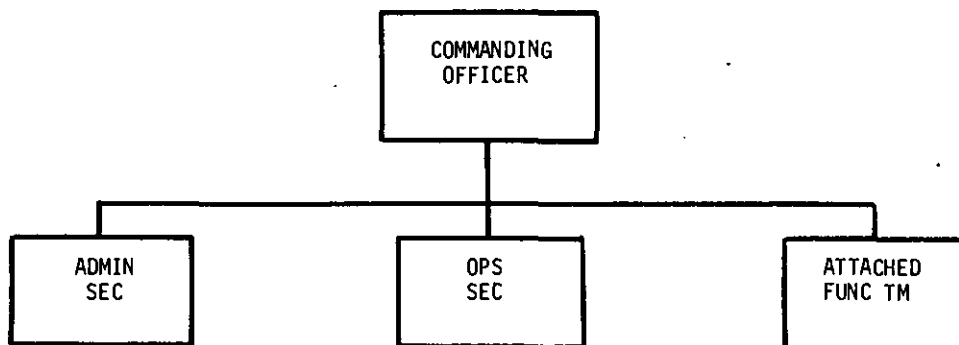 COMMANDING
OFFICER
ADMIN
SEC
OPS
SEC
ATTACHED
FUNC TM